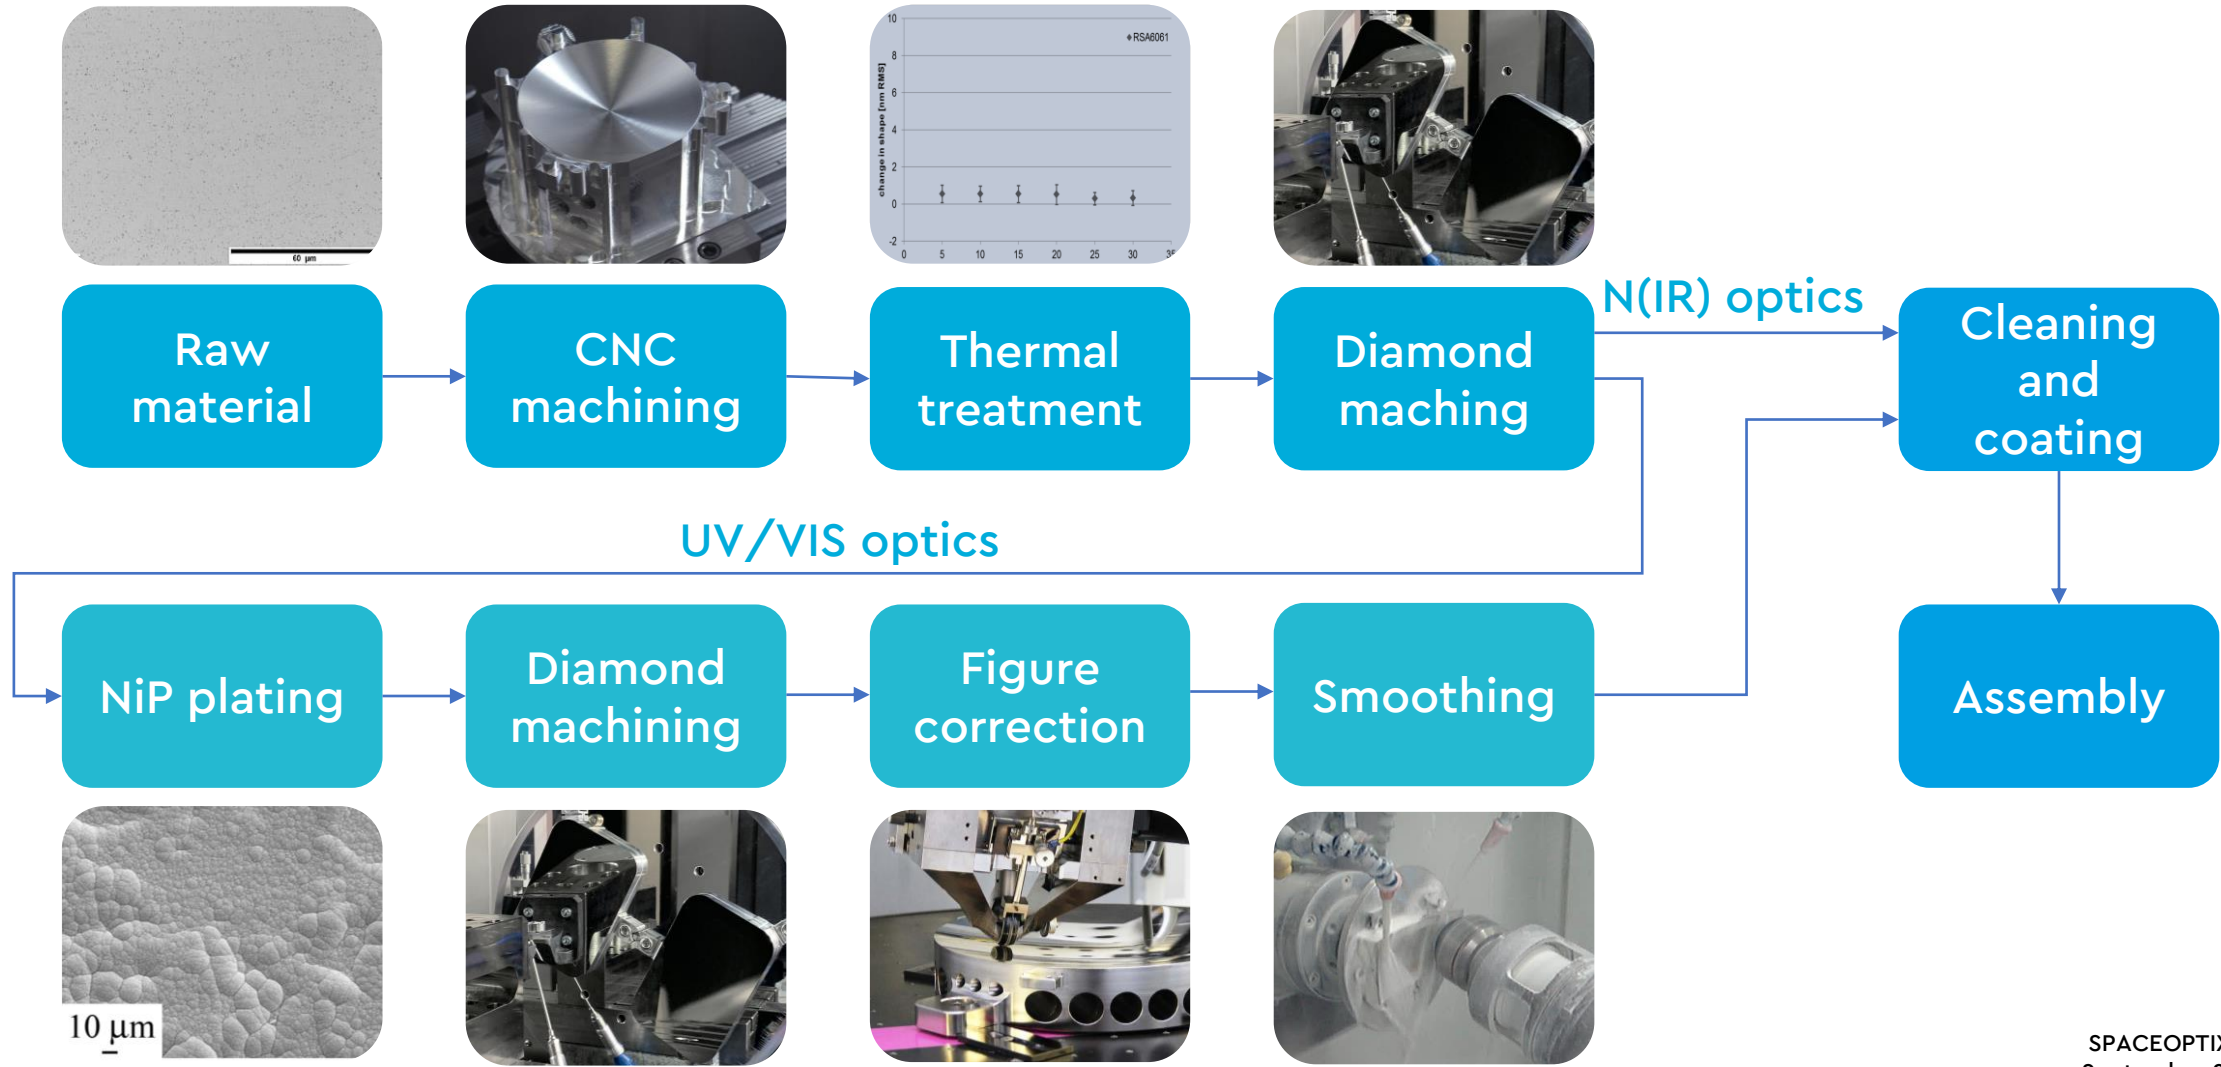 10
8
6
4
2
0
-2
change in shape [nm RMS]
RSA6061
0 5 10 15 20 25 30
60 µm
N(IR) optics
Raw
material
CNC
machining
Thermal
treatment
Diamond
maching
Cleaning
and
coating
UV/VIS optics
NiP plating
Diamond
machining
Figure
correction
Smoothing
Assembly
10 µm
SPACEOPTIX